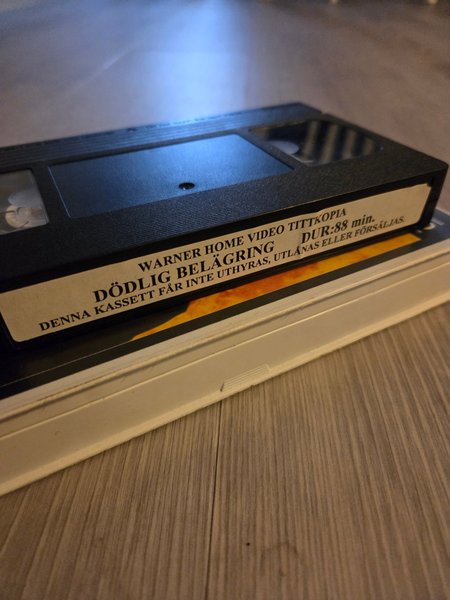 WARNER HOME VIDEO TITTKOPIA
DÖDLIG BELÄGRING DUR:88 min.
DENNA KASSETT FÅR INTE UTHYRAS, UTLÅNAS ELLER FÖRSÄLJAS.